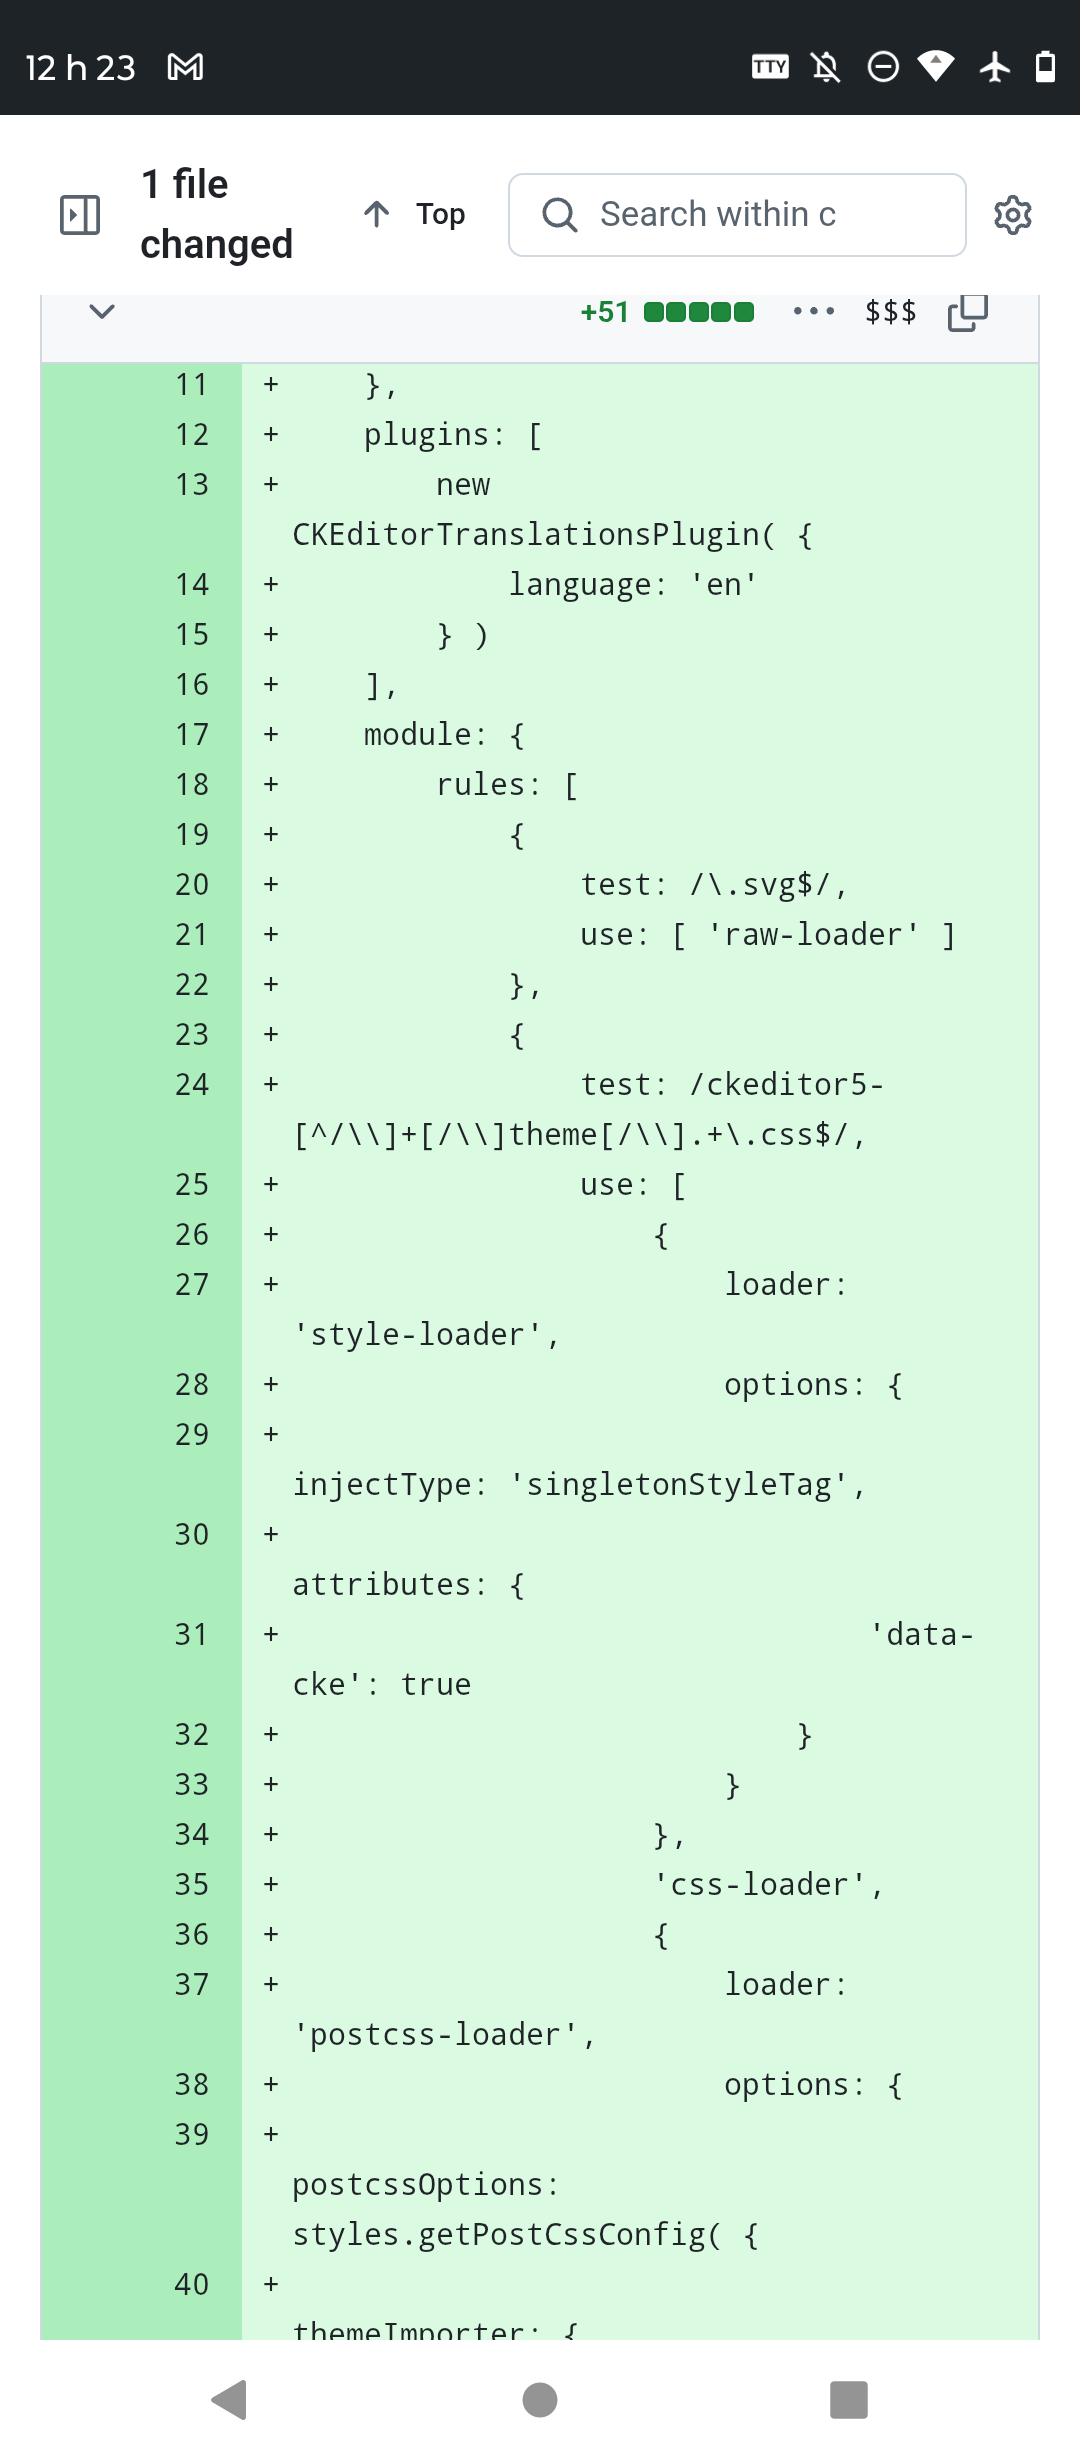 12 h 23
TTY
1 file
changed
Top
Search within c
+51
$$$
11 + },
12 + plugins: [
13 + new
CKEditorTranslationsPlugin( {
14 + language: 'en'
15 + } )
16 + ],
17 + module: {
18 + rules: [
19 + {
20 + test: /\.svg$/,
21 + use: [ 'raw-loader' ]
22 + },
23 + {
24 + test: /ckeditor5-
[^/\\]+[/\\]theme[/\\].+\.css$/,
25 + use: [
26 + {
27 + loader:
'style-loader',
28 + options: {
29 +
injectType: 'singletonStyleTag',
30 +
attributes: {
31 + 'data-
cke': true
32 + }
33 + }
34 + },
35 + 'css-loader',
36 + {
37 + loader:
'postcss-loader',
38 + options: {
39 +
postcssOptions:
styles.getPostCssConfig( {
40 +
themeImporter: {